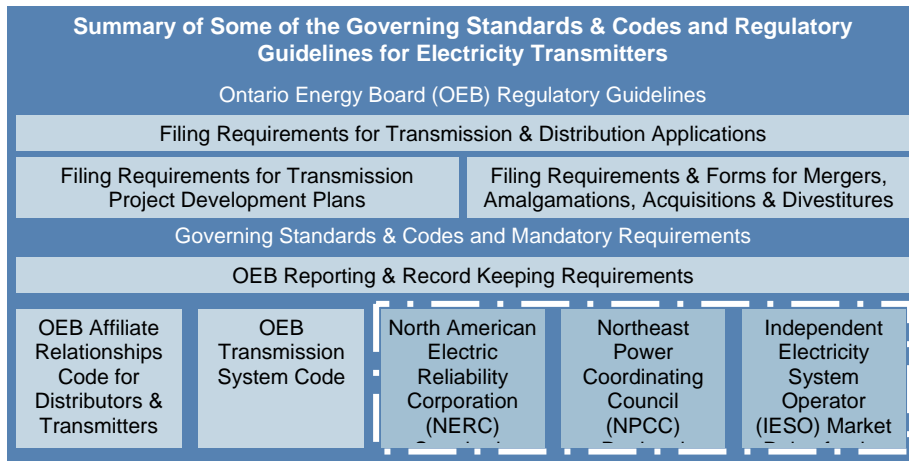 Summary of Some of the Governing Standards & Codes and Regulatory
Guidelines for Electricity Transmitters
Ontario Energy Board (OEB) Regulatory Guidelines
Filing Requirements for Transmission & Distribution Applications
Filing Requirements for Transmission
Project Development Plans
Filing Requirements & Forms for Mergers,
Amalgamations, Acquisitions & Divestitures
Governing Standards & Codes and Mandatory Requirements
OEB Reporting & Record Keeping Requirements
OEB Affiliate
Relationships
Code for
Distributors &
Transmitters
OEB
Transmission
System Code
North American
Electric
Reliability
Corporation
(NERC)
Northeast
Power
Coordinating
Council
(NPCC)
Independent
Electricity
System
Operator
(IESO) Market